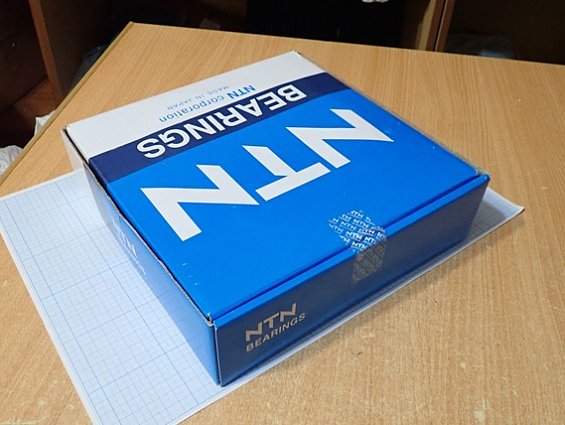 NTN
BEARINGS
NTN corporation
MADE IN JAPAN
NTN
BEARINGS